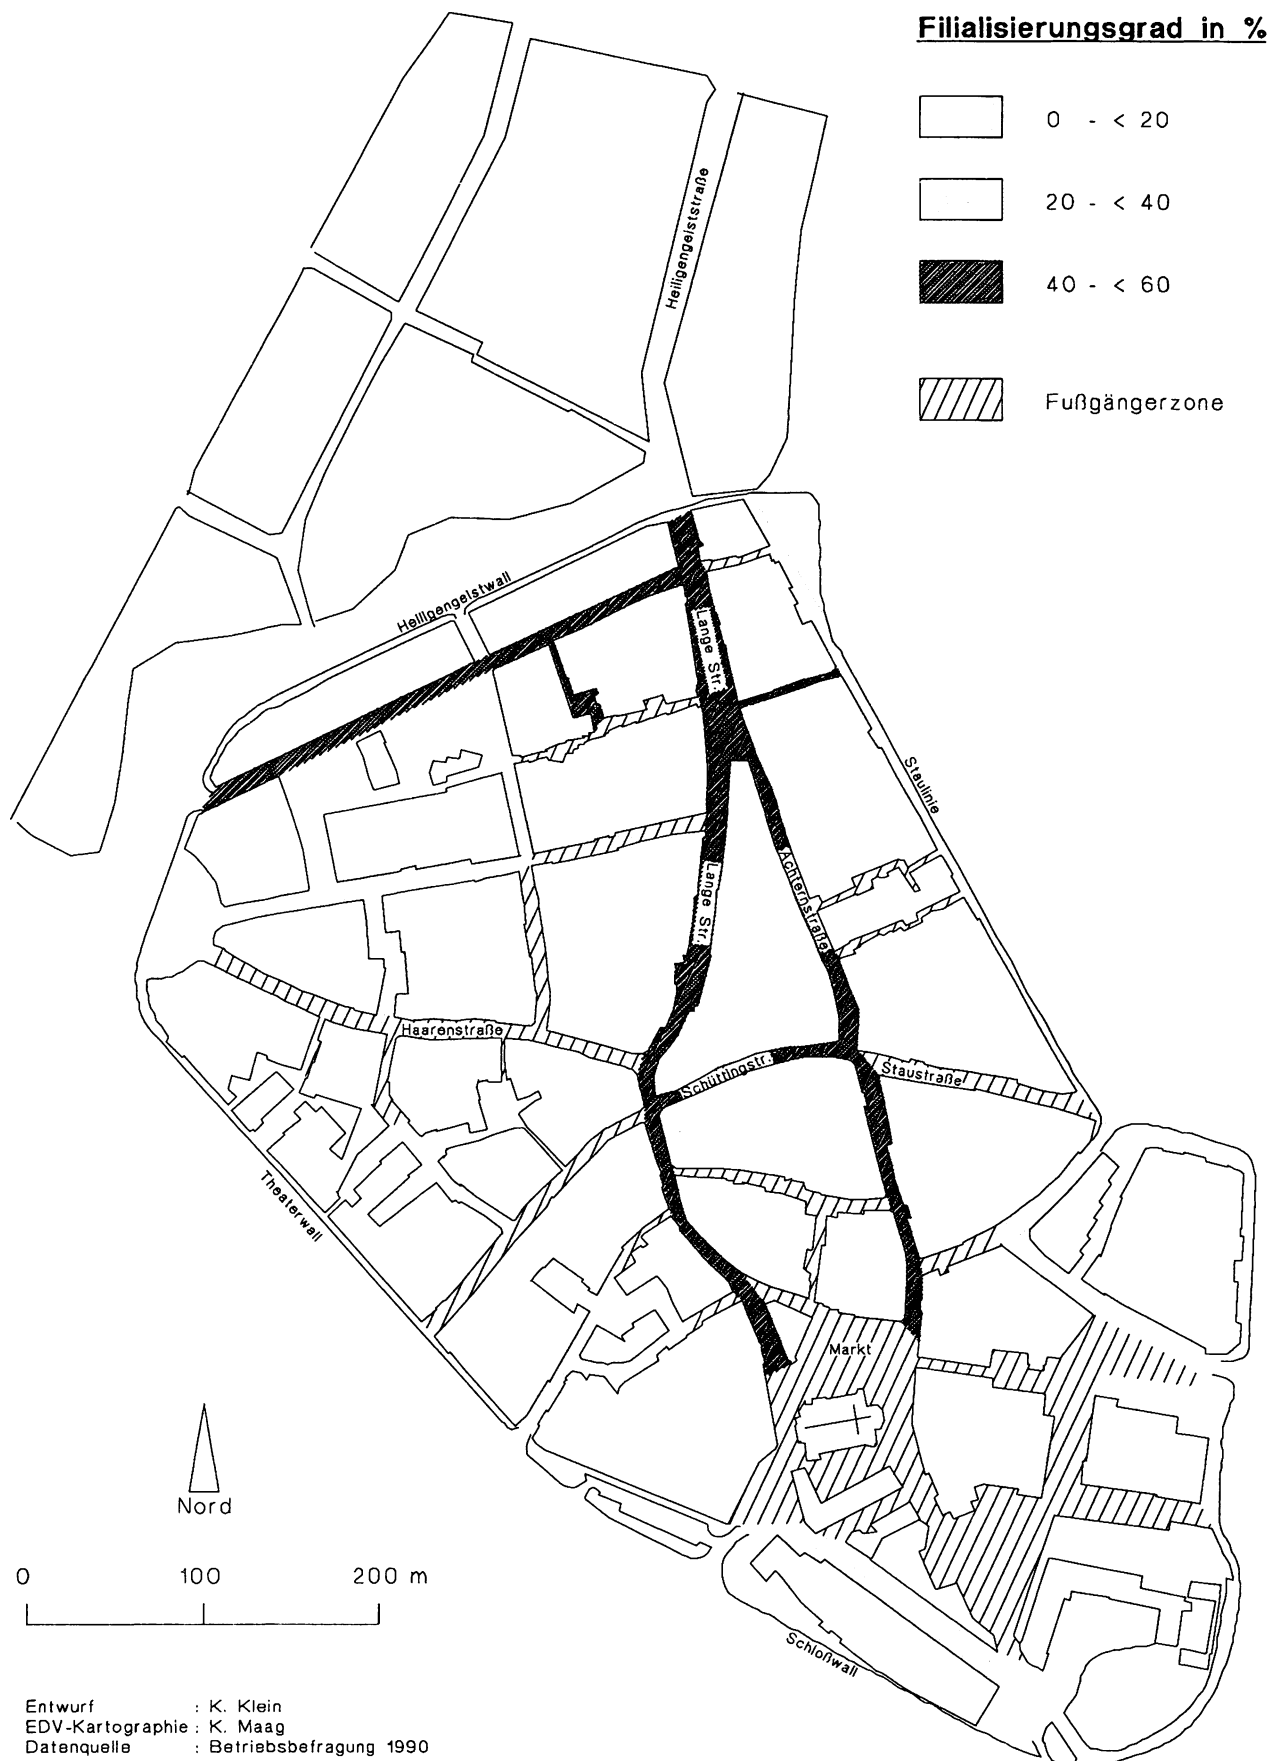 Filialisierungsgrad in %
0 - < 20
20 - < 40
40 - < 60
Fußgängerzone
Heiligengeiststraße
Heiligengeistwall
Lange Str.
Staulinie
Achternstraße
Lange Str.
Haarenstraße
Schüttingstr.
Staustraße
Theaterwall
Markt
Schloßwall
Nord
0 100 200 m
Entwurf : K. Klein
EDV-Kartographie : K. Maag
Datenquelle : Betriebsbefragung 1990